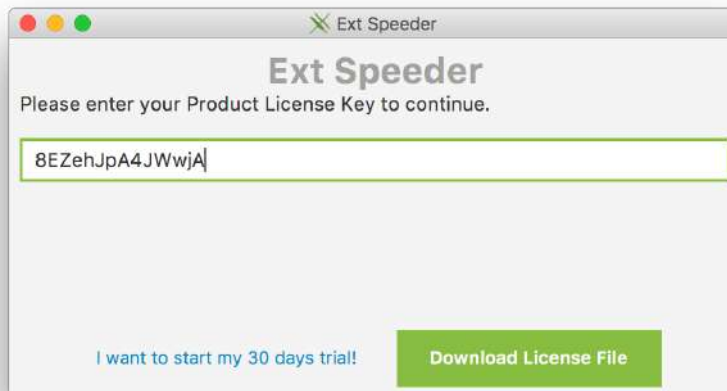 Ext Speeder
Ext Speeder
Please enter your Product License Key to continue.
8EZehJpA4JWwjA
I want to start my 30 days trial!
Download License File